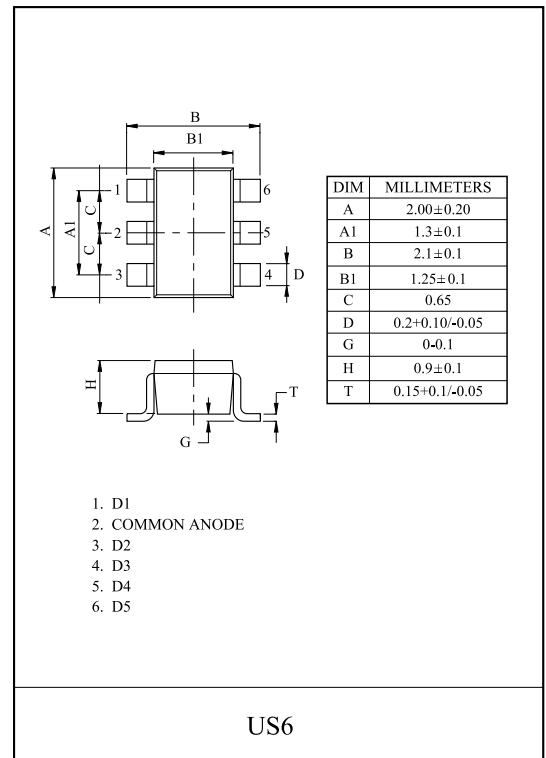 B
B1
A
A1
C
C
1
2
3
6
5
4
D
H
G
T
DIM MILLIMETERS
A 2.00±0.20
A1 1.3±0.1
B 2.1±0.1
B1 1.25±0.1
C 0.65
D 0.2+0.10/-0.05
G 0-0.1
H 0.9±0.1
T 0.15+0.1/-0.05
1. D1
2. COMMON ANODE
3. D2
4. D3
5. D4
6. D5
US6